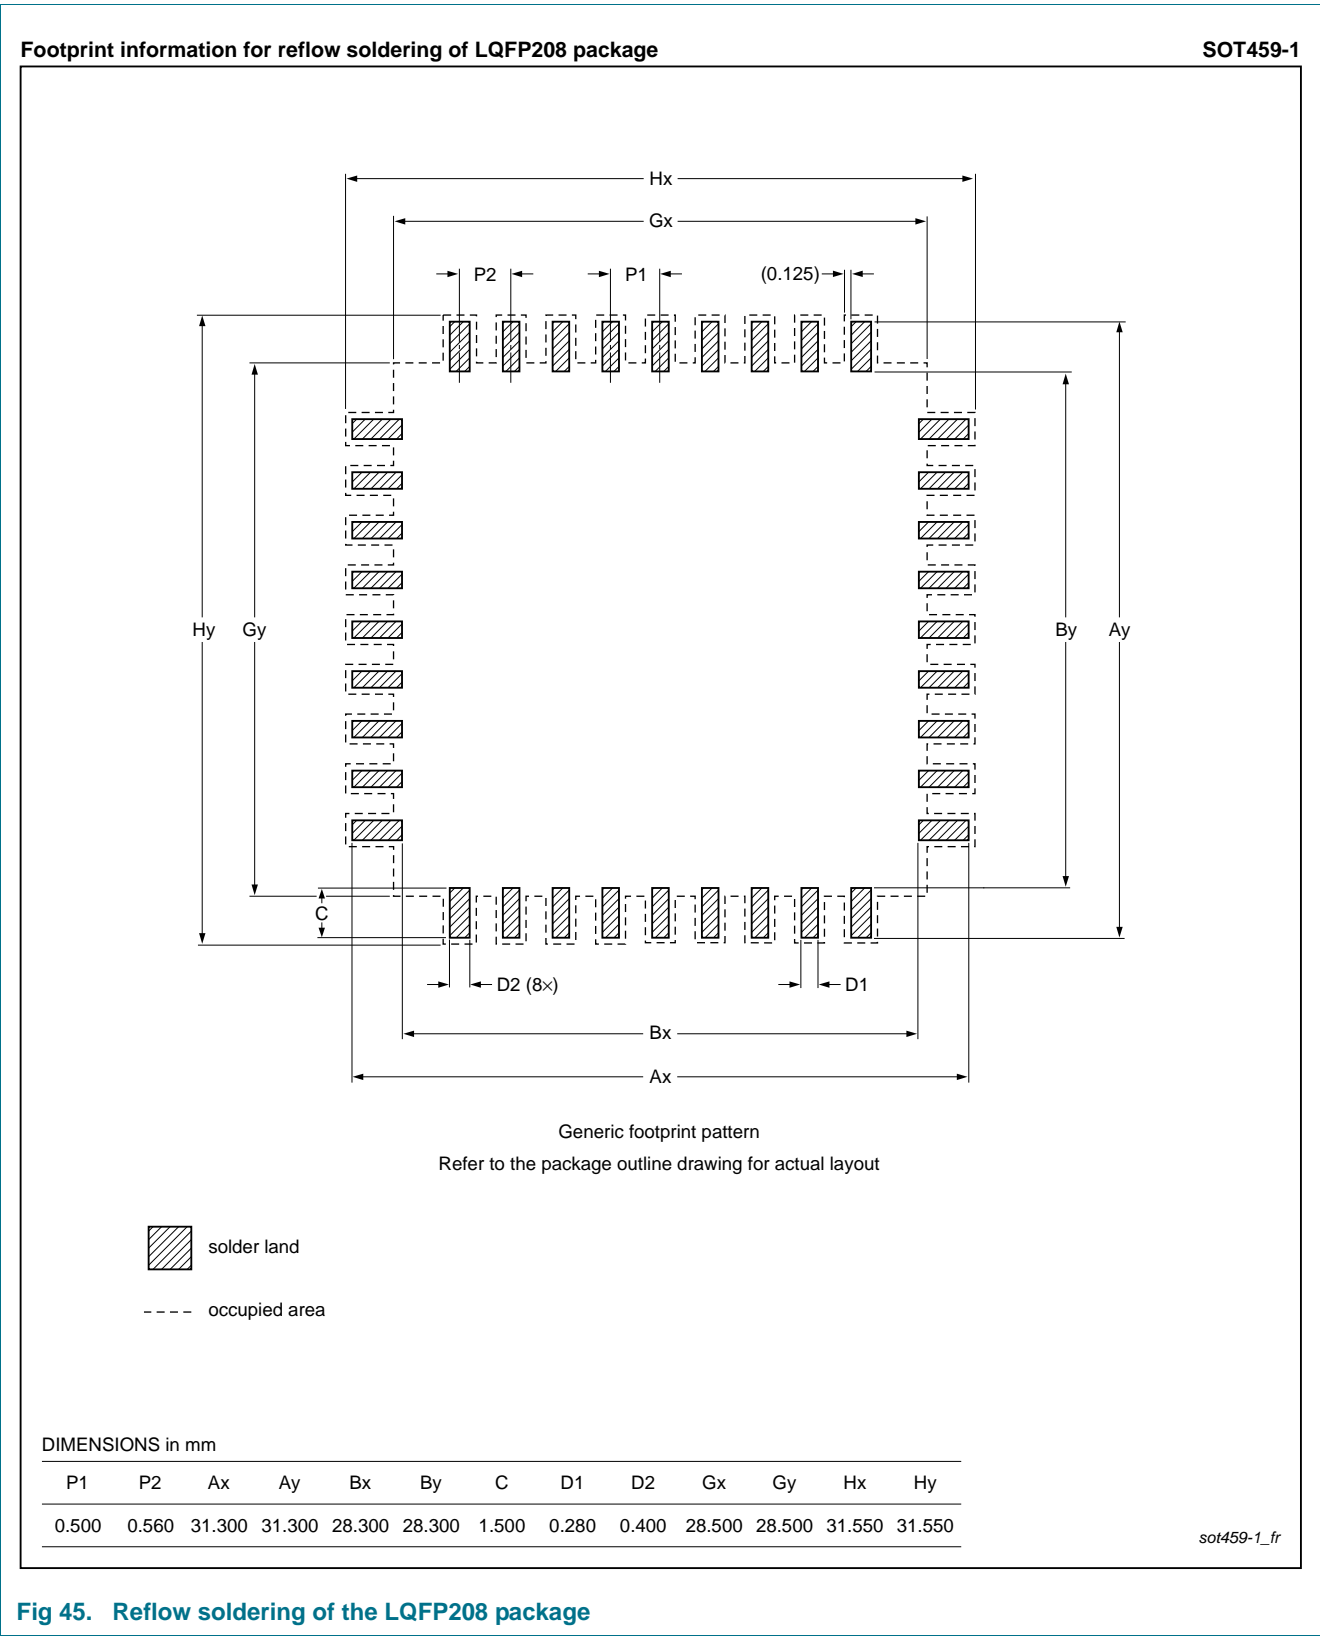 Footprint information for reflow soldering of LQFP208 package SOT459-1
Hx
Gx
P2 P1 (0.125)
Hy Gy By Ay
C
D2 (8×) D1
Bx
Ax
Generic footprint pattern
Refer to the package outline drawing for actual layout
solder land
occupied area
DIMENSIONS in mm
P1 P2 Ax Ay Bx By C D1 D2 Gx Gy Hx Hy
0.500 0.560 31.300 31.300 28.300 28.300 1.500 0.280 0.400 28.500 28.500 31.550 31.550
sot459-1_fr
Fig 45. Reflow soldering of the LQFP208 package